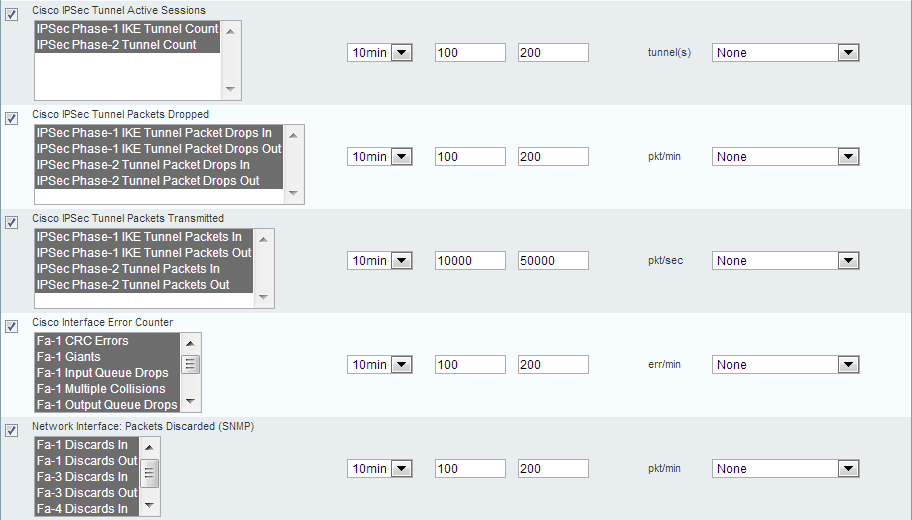 Cisco IPSec Tunnel Active Sessions
IPSec Phase-1 IKE Tunnel Count
IPSec Phase-2 Tunnel Count
10min 100 200 tunnel(s) None
Cisco IPSec Tunnel Packets Dropped
IPSec Phase-1 IKE Tunnel Packet Drops In
IPSec Phase-1 IKE Tunnel Packet Drops Out
IPSec Phase-2 Tunnel Packet Drops In
IPSec Phase-2 Tunnel Packet Drops Out
10min 100 200 pkt/min None
Cisco IPSec Tunnel Packets Transmitted
IPSec Phase-1 IKE Tunnel Packets In
IPSec Phase-1 IKE Tunnel Packets Out
IPSec Phase-2 Tunnel Packets In
IPSec Phase-2 Tunnel Packets Out
10min 10000 50000 pkt/sec None
Cisco Interface Error Counter
Fa-1 CRC Errors
Fa-1 Giants
Fa-1 Input Queue Drops
Fa-1 Multiple Collisions
Fa-1 Output Queue Drops
10min 100 200 err/min None
Network Interface: Packets Discarded (SNMP)
Fa-1 Discards In
Fa-1 Discards Out
Fa-3 Discards In
Fa-3 Discards Out
Fa-4 Discards In
10min 100 200 pkt/min None